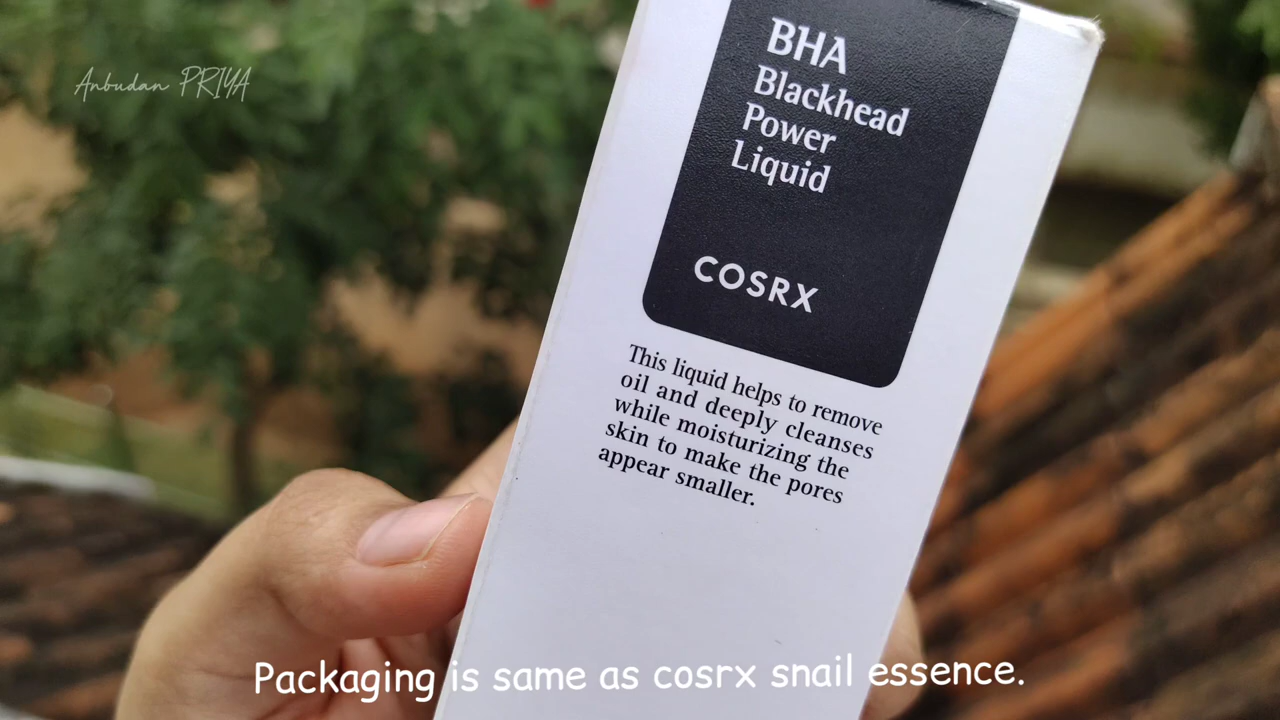 Anbudan PRIYA
BHA
Blackhead
Power
Liquid
COSRX
This liquid helps to remove
oil and deeply cleanses
while moisturizing the
skin to make the pores
appear smaller.
Packaging is same as cosrx snail essence.